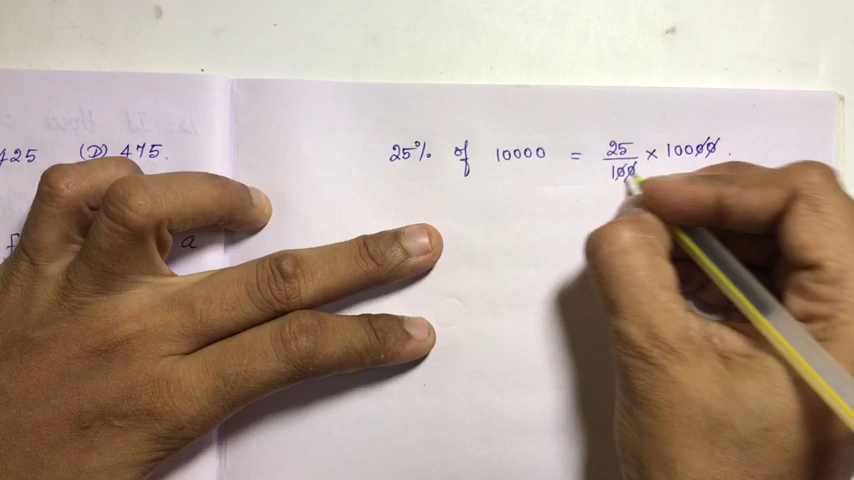 425 (D) 475.
25% of 10000 = 25/100 × 10000.
a